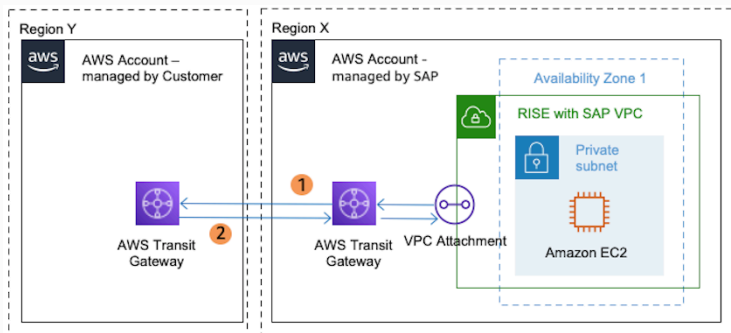 Region Y
aws
AWS Account –
managed by Customer
AWS Transit
Gateway
Region X
aws
AWS Account -
managed by SAP
1
2
AWS Transit
Gateway
VPC Attachment
Availability Zone 1
RISE with SAP VPC
Private
subnet
Amazon EC2